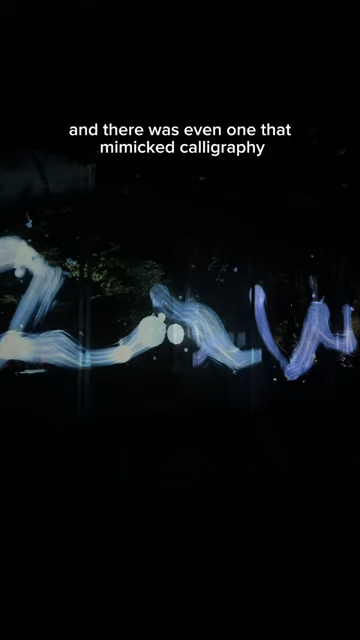 and there was even one that
mimicked calligraphy